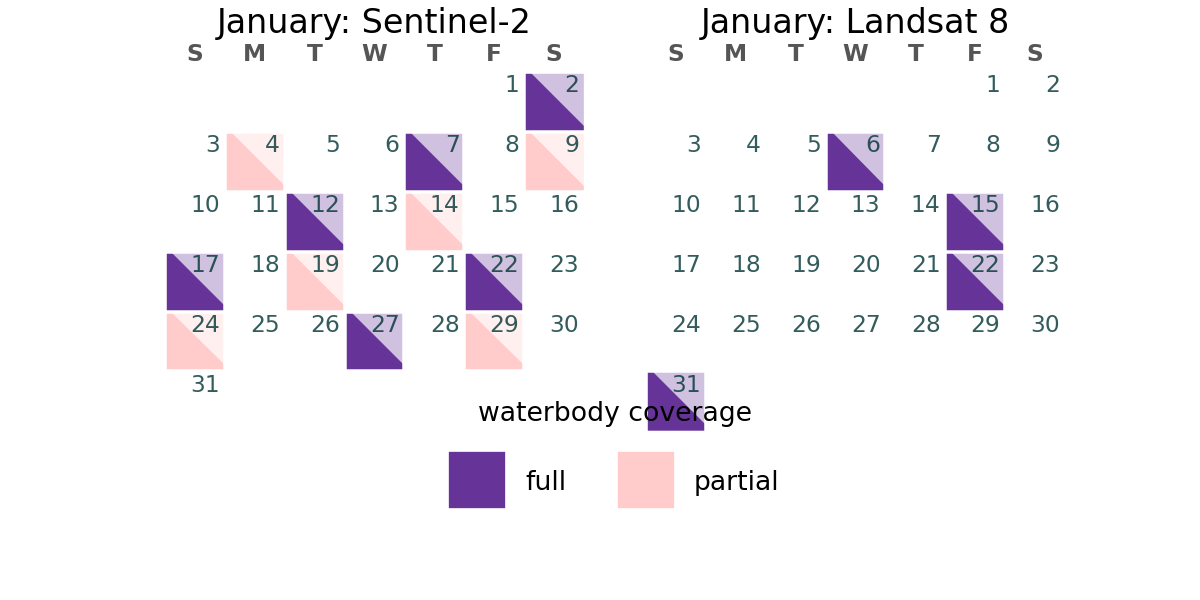 January: Sentinel-2
S M T W T F S
1 2
3 4 5 6 7 8 9
10 11 12 13 14 15 16
17 18 19 20 21 22 23
24 25 26 27 28 29 30
31
January: Landsat 8
S M T W T F S
1 2
3 4 5 6 7 8 9
10 11 12 13 14 15 16
17 18 19 20 21 22 23
24 25 26 27 28 29 30
31
waterbody coverage
full partial